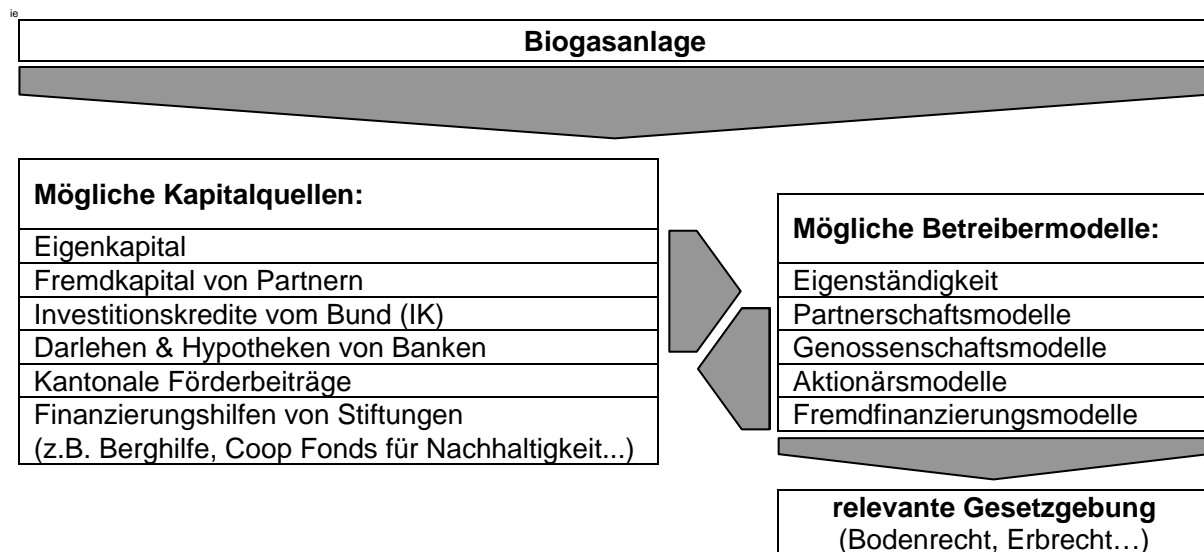 ie
Biogasanlage
Mögliche Kapitalquellen:
Eigenkapital
Fremdkapital von Partnern
Investitionskredite vom Bund (IK)
Darlehen & Hypotheken von Banken
Kantonale Förderbeiträge
Finanzierungshilfen von Stiftungen
(z.B. Berghilfe, Coop Fonds für Nachhaltigkeit...)
Mögliche Betreibermodelle:
Eigenständigkeit
Partnerschaftsmodelle
Genossenschaftsmodelle
Aktionärsmodelle
Fremdfinanzierungsmodelle
relevante Gesetzgebung
(Bodenrecht, Erbrecht…)